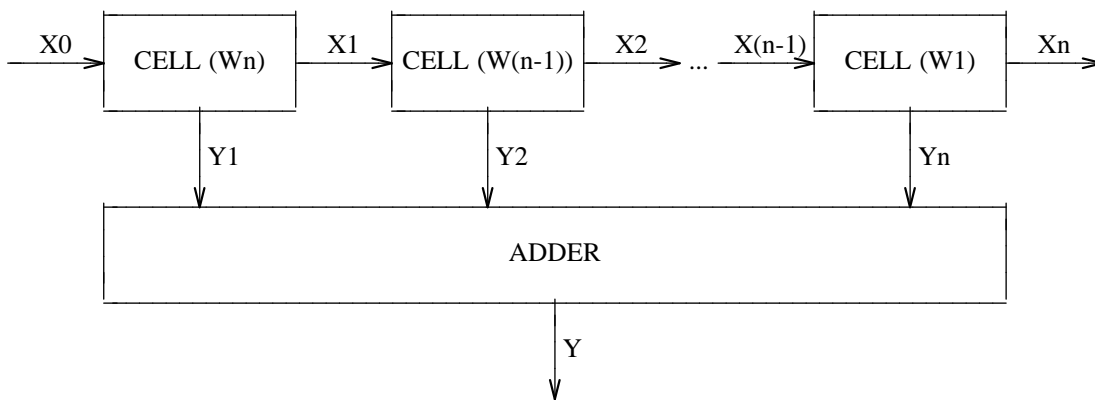 X0
CELL (Wn)
X1
CELL (W(n-1))
X2
...
X(n-1)
CELL (W1)
Xn
Y1
Y2
Yn
ADDER
Y